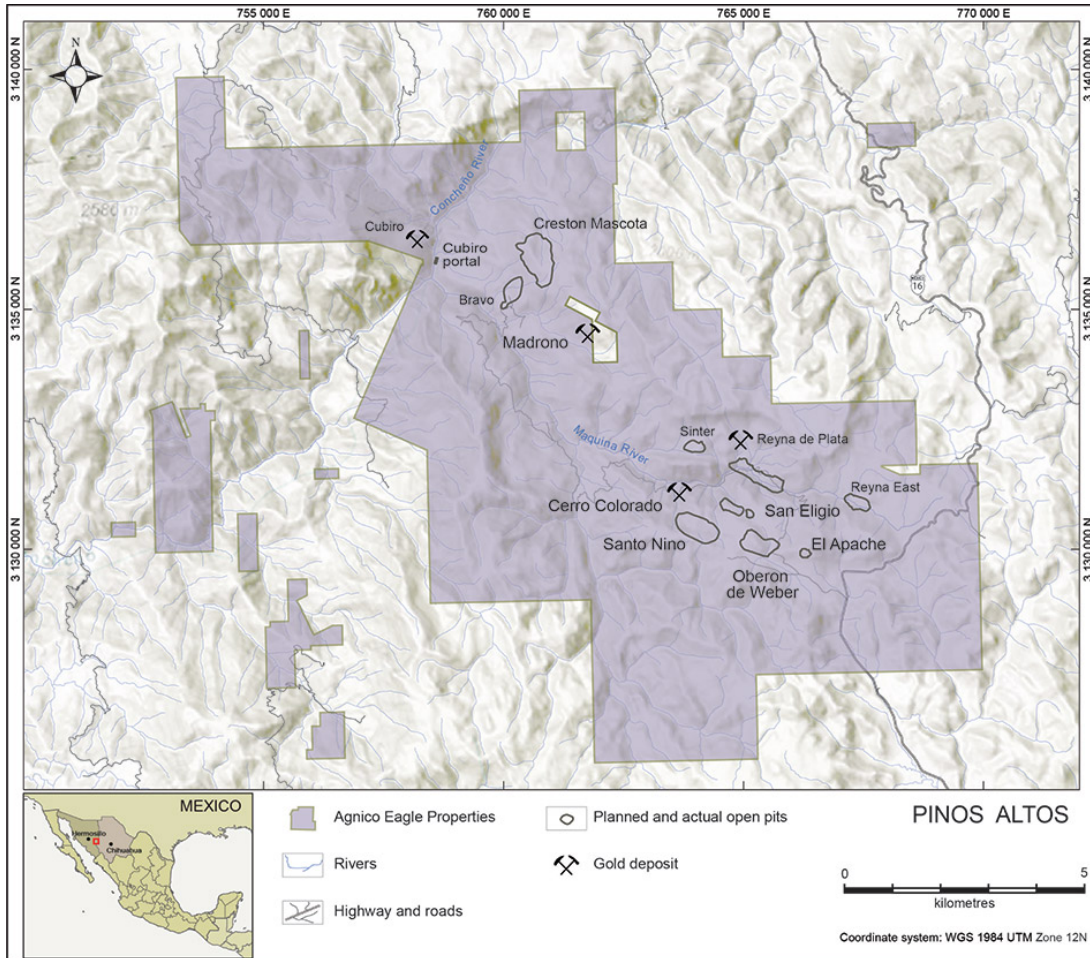 755 000 E
760 000 E
765 000 E
770 000 E
3 140 000 N
3 140 000 N
N
2580 m
Concheño River
Cubiro
Creston Mascota
Cubiro
portal
16
Bravo
3 135 000 N
3 135 000 N
Madrono
Maquina River
Sinter
Reyna de Plata
Reyna East
Cerro Colorado
San Eligio
Santo Nino
El Apache
3 130 000 N
3 130 000 N
Oberon
de Weber
MEXICO
Hermosillo
Chihuahua
Agnico Eagle Properties
Rivers
Highway and roads
Planned and actual open pits
Gold deposit
PINOS ALTOS
0
5
kilometres
Coordinate system: WGS 1984 UTM Zone 12N